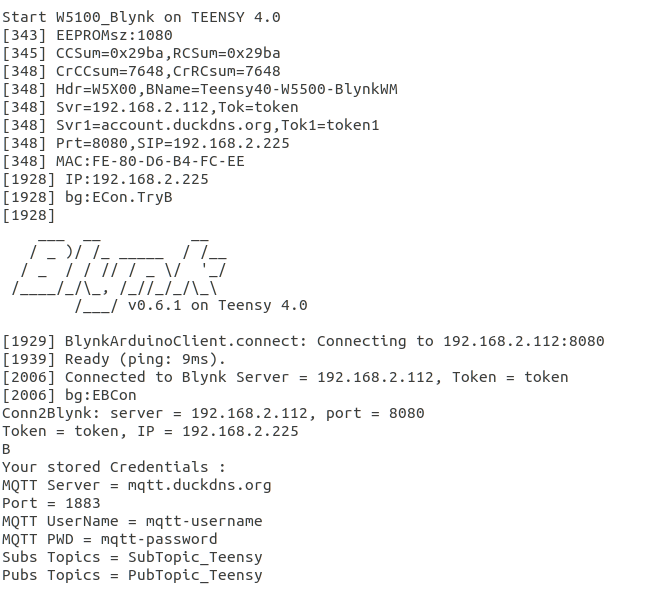 Start W5100_Blynk on TEENSY 4.0
[343] EEPROMsz:1080
[345] CCSum=0x29ba,RCSum=0x29ba
[348] CrCCsum=7648,CrRCsum=7648
[348] Hdr=W5X00,BName=Teensy40-W5500-BlynkWM
[348] Svr=192.168.2.112,Tok=token
[348] Svr1=account.duckdns.org,Tok1=token1
[348] Prt=8080,SIP=192.168.2.225
[348] MAC:FE-80-D6-B4-FC-EE
[1928] IP:192.168.2.225
[1928] bg:ECon.TryB
[1928]
    ___  __          __
   / _ )/ /_ _____  / /__
  / _  / / // / _ \/  '_/
 /____/_/\_, /_//_/_/\_\
        /___/ v0.6.1 on Teensy 4.0
[1929] BlynkArduinoClient.connect: Connecting to 192.168.2.112:8080
[1939] Ready (ping: 9ms).
[2006] Connected to Blynk Server = 192.168.2.112, Token = token
[2006] bg:EBCon
Conn2Blynk: server = 192.168.2.112, port = 8080
Token = token, IP = 192.168.2.225
B
Your stored Credentials :
MQTT Server = mqtt.duckdns.org
Port = 1883
MQTT UserName = mqtt-username
MQTT PWD = mqtt-password
Subs Topics = SubTopic_Teensy
Pubs Topics = PubTopic_Teensy